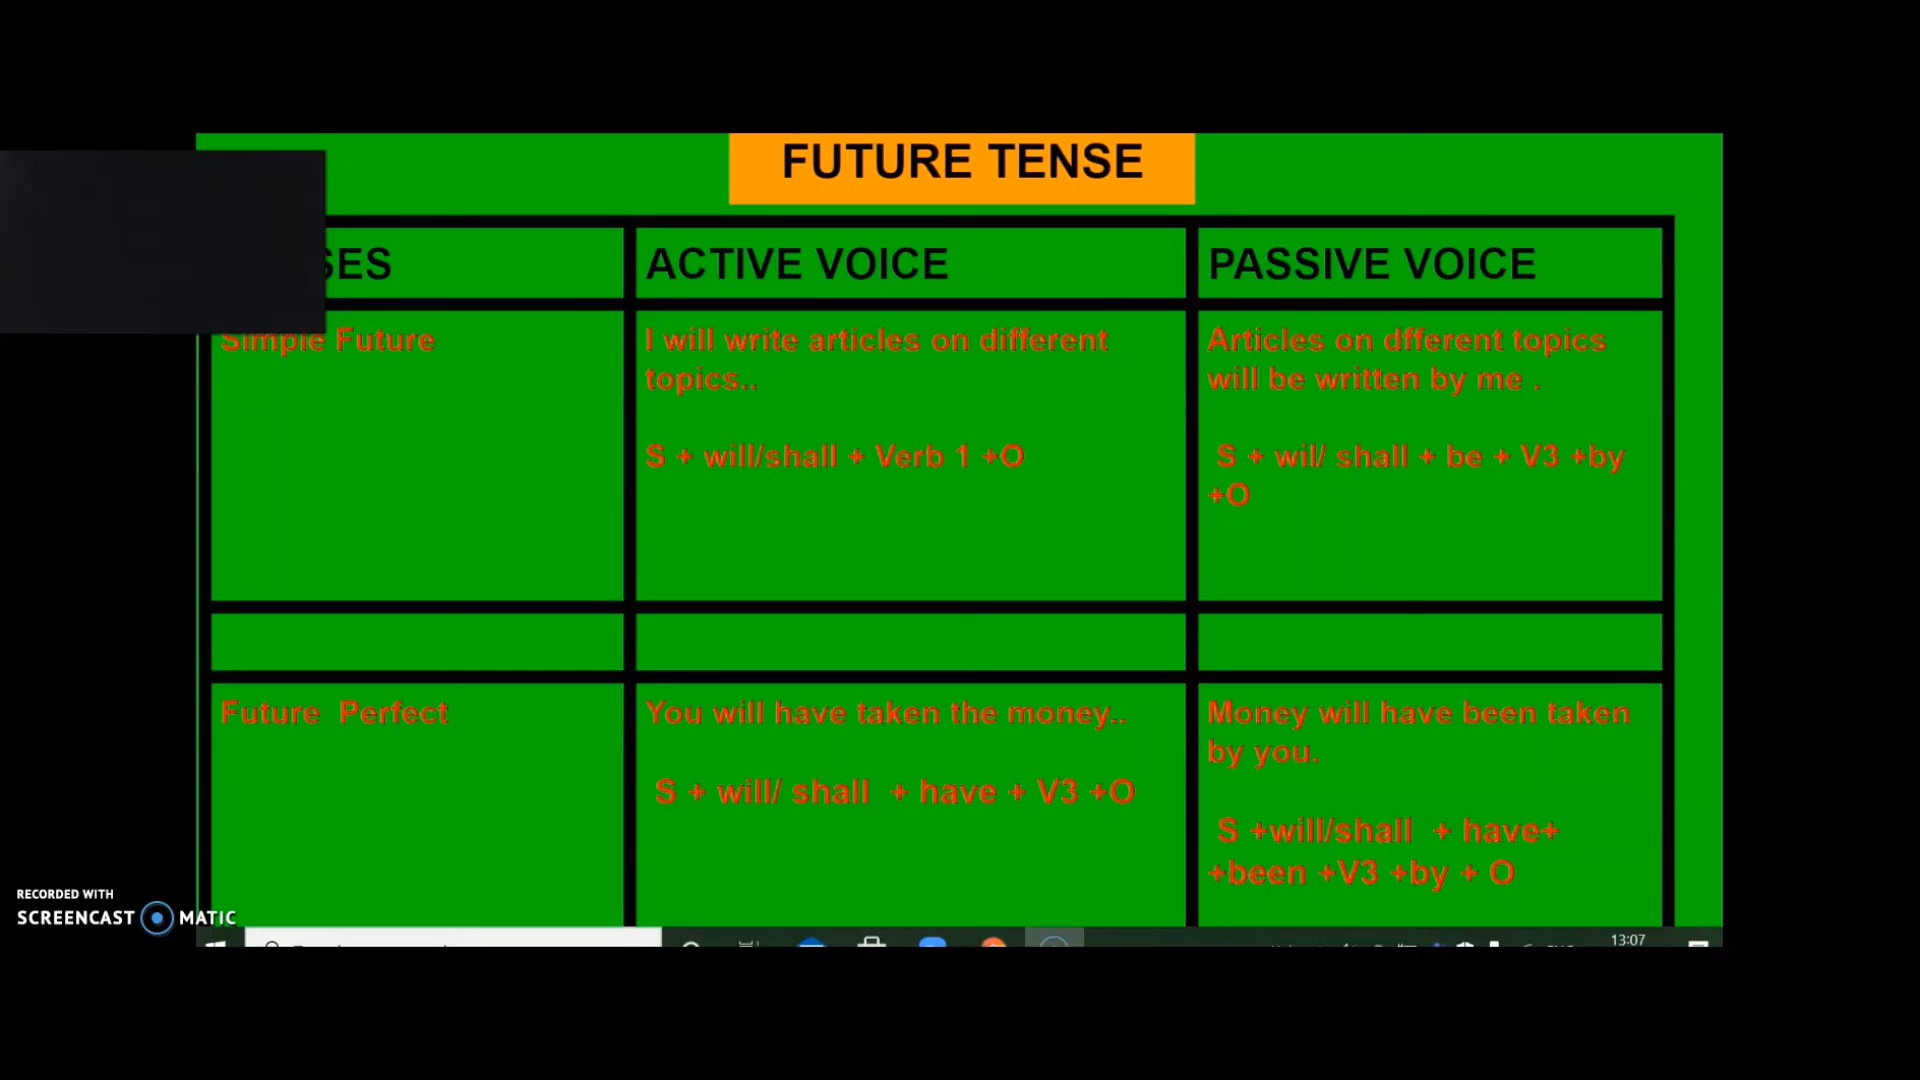 FUTURE TENSE
SES
ACTIVE VOICE
PASSIVE VOICE
Simple Future
I will write articles on different
topics..
S + will/shall + Verb 1 +O
Articles on dfferent topics
will be written by me .
S + wil/ shall + be + V3 +by
+O
Future  Perfect
You will have taken the money..
S + will/ shall  + have + V3 +O
Money will have been taken
by you.
S +will/shall  + have+
+been +V3 +by + O
RECORDED WITH
SCREENCAST MATIC
13:07